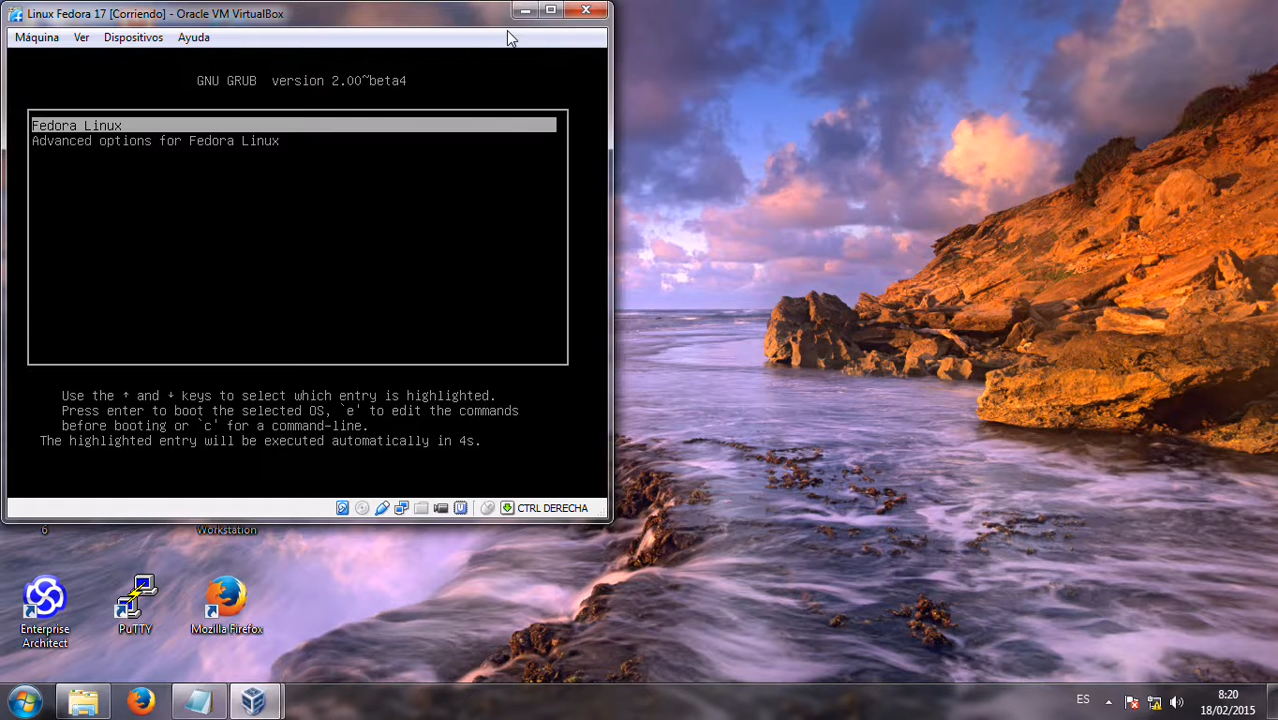 Linux Fedora 17 [Corriendo] - Oracle VM VirtualBox
Máquina Ver Dispositivos Ayuda
GNU GRUB version 2.00~beta4
Fedora Linux
Advanced options for Fedora Linux
Use the ↑ and ↓ keys to select which entry is highlighted.
Press enter to boot the selected OS, `e' to edit the commands
before booting or `c' for a command-line.
The highlighted entry will be executed automatically in 4s.
CTRL DERECHA
6 Workstation
Enterprise
Architect
PuTTY
Mozilla Firefox
ES
8:20
18/02/2015